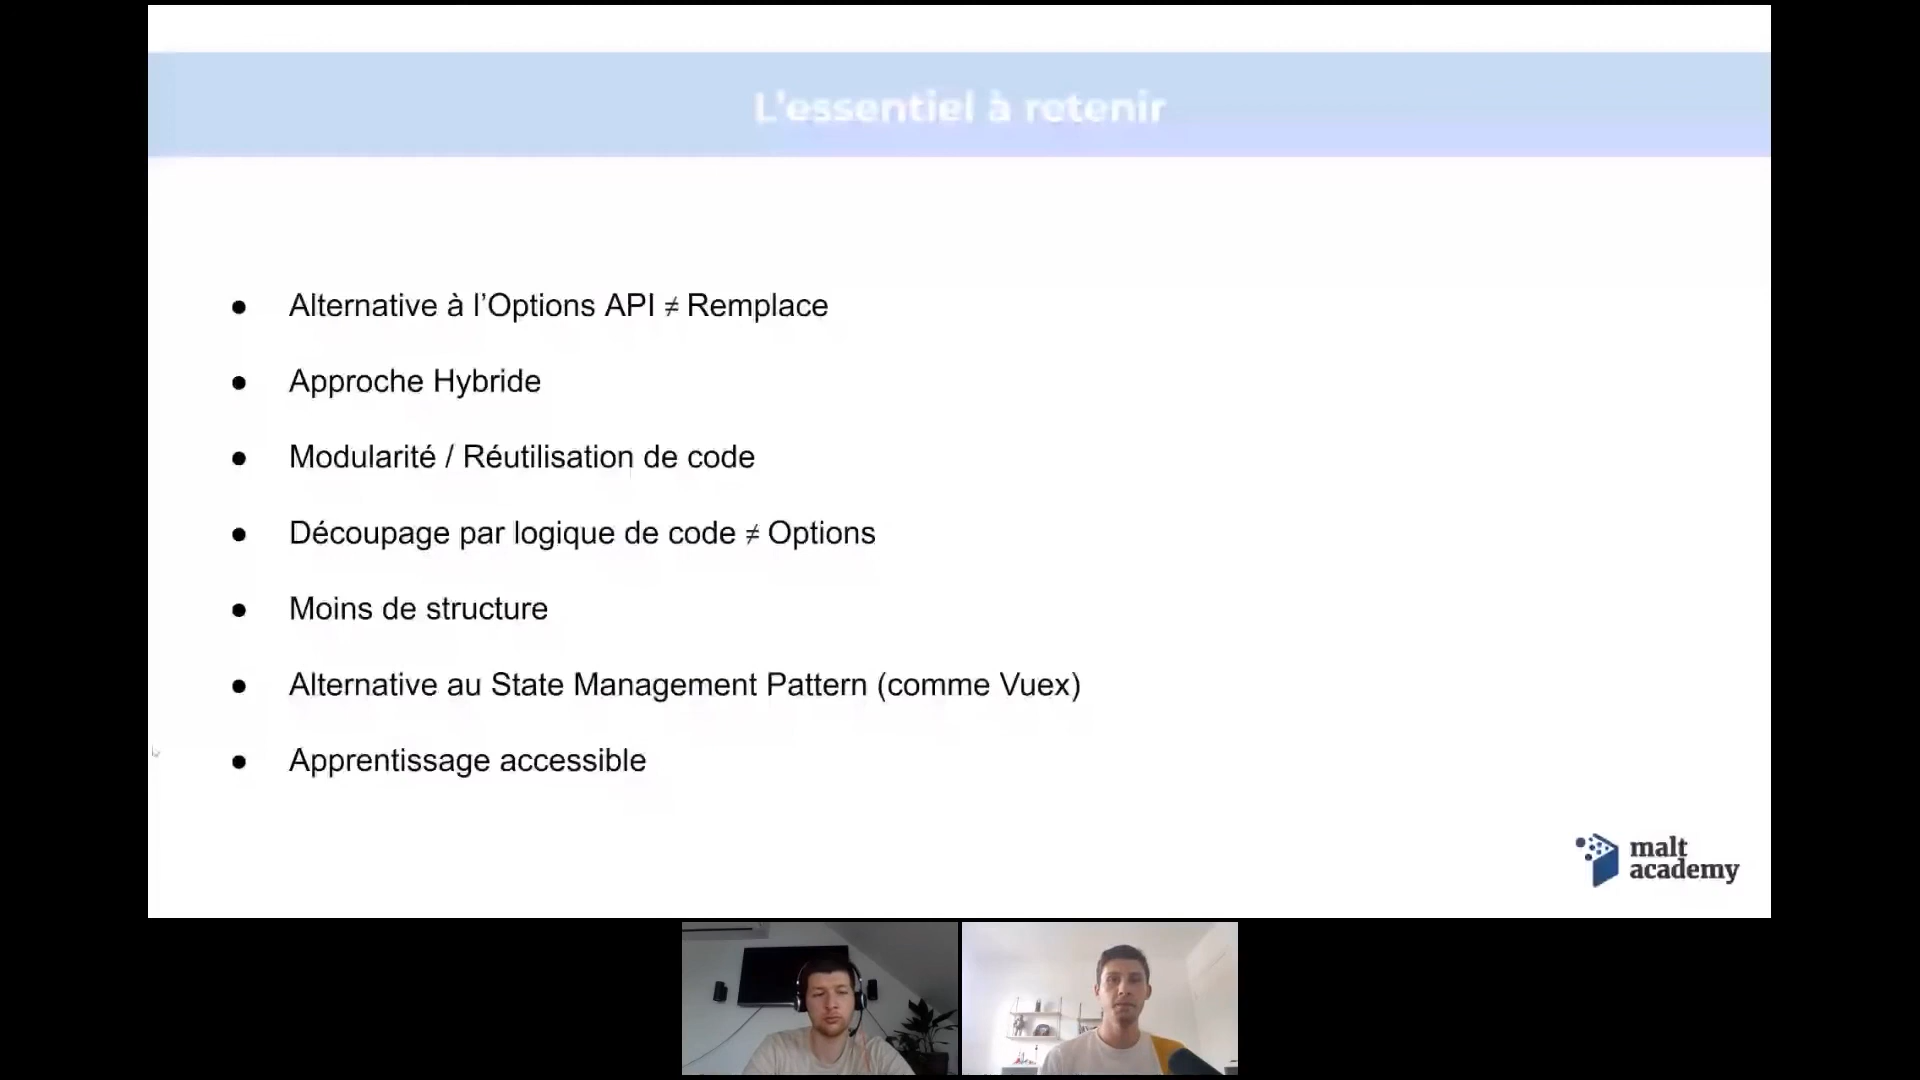 L'essentiel à retenir
● Alternative à l'Options API ≠ Remplace
● Approche Hybride
● Modularité / Réutilisation de code
● Découpage par logique de code ≠ Options
● Moins de structure
● Alternative au State Management Pattern (comme Vuex)
● Apprentissage accessible
malt
academy